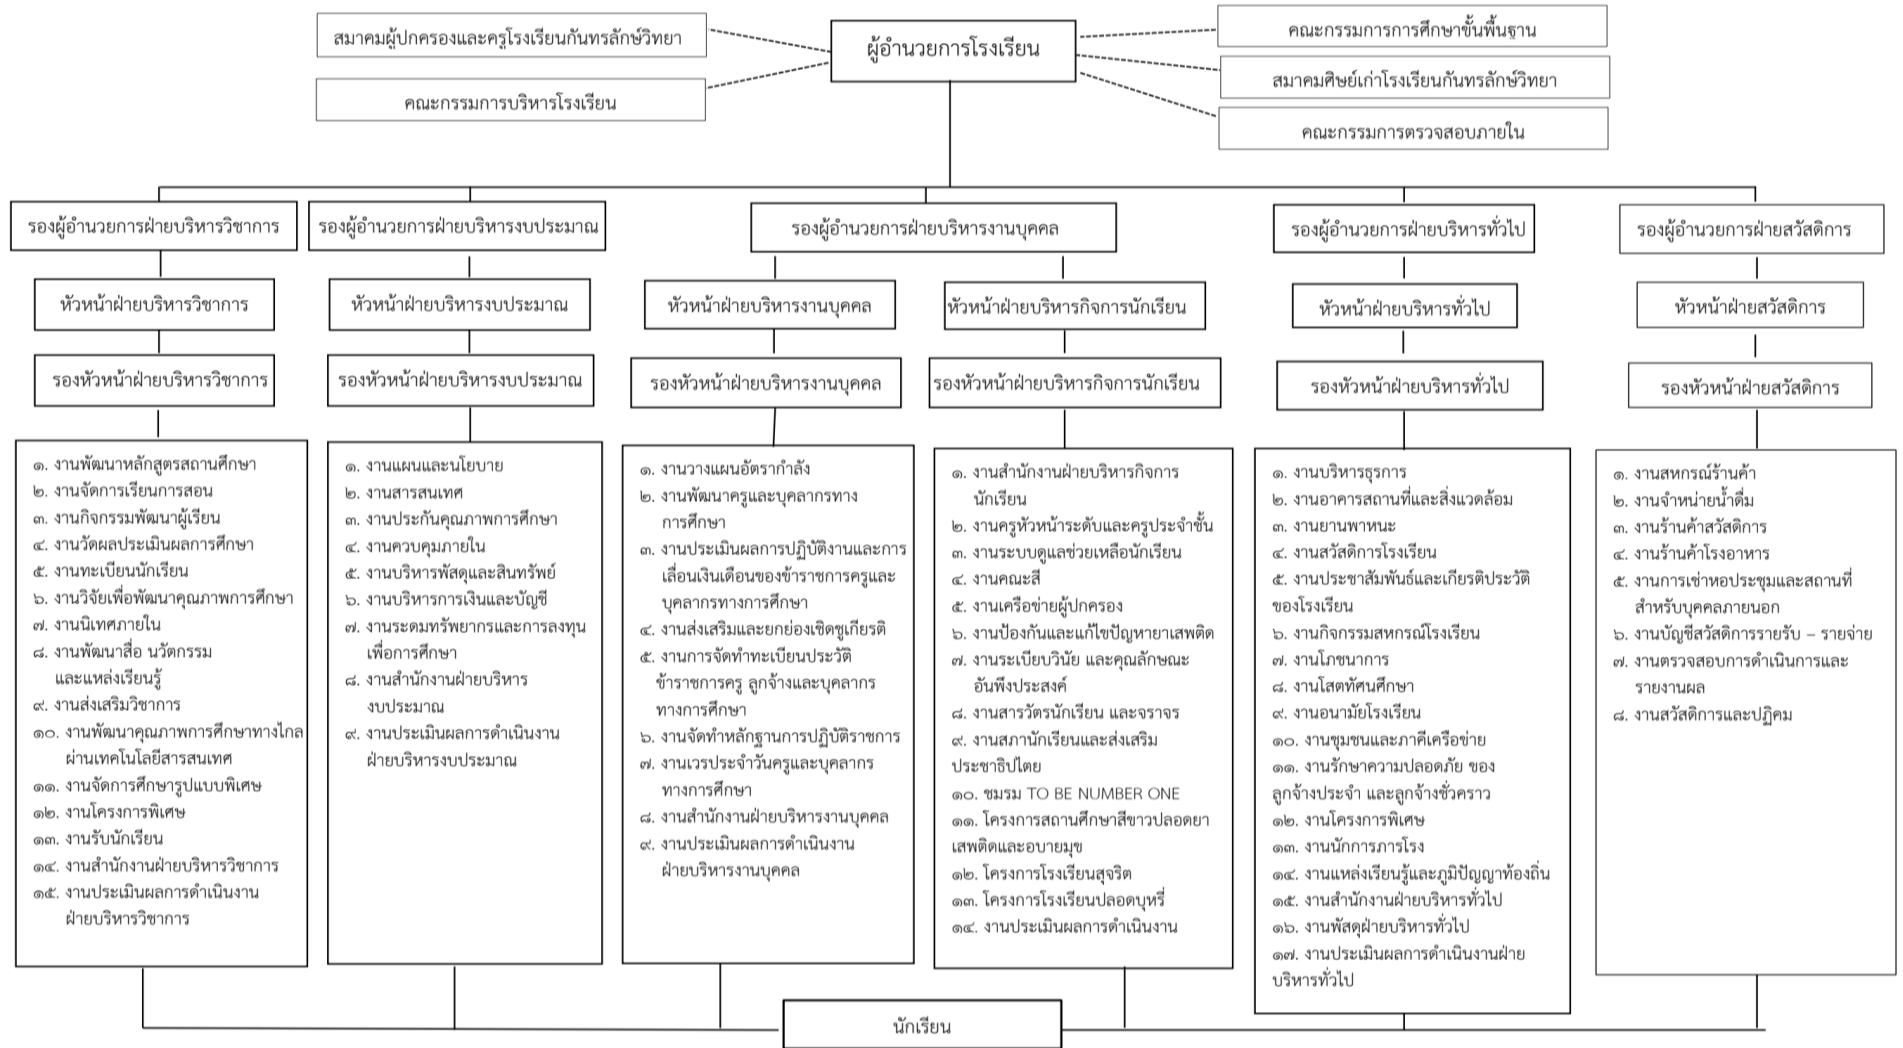 สมาคมผู้ปกครองและครูโรงเรียนกันทรลักษ์วิทยา
คณะกรรมการบริหารโรงเรียน
ผู้อำนวยการโรงเรียน
คณะกรรมการการศึกษาขั้นพื้นฐาน
สมาคมศิษย์เก่าโรงเรียนกันทรลักษ์วิทยา
คณะกรรมการตรวจสอบภายใน
รองผู้อำนวยการฝ่ายบริหารวิชาการ
หัวหน้าฝ่ายบริหารวิชาการ
รองหัวหน้าฝ่ายบริหารวิชาการ
๑. งานพัฒนาหลักสูตรสถานศึกษา
๒. งานจัดการเรียนการสอน
๓. งานกิจกรรมพัฒนาผู้เรียน
๔. งานวัดผลประเมินผลการศึกษา
๕. งานทะเบียนนักเรียน
๖. งานวิจัยเพื่อพัฒนาคุณภาพการศึกษา
๗. งานนิเทศภายใน
๘. งานพัฒนาสื่อ นวัตกรรม
และแหล่งเรียนรู้
๙. งานส่งเสริมวิชาการ
๑๐. งานพัฒนาคุณภาพการศึกษาทางไกล
ผ่านเทคโนโลยีสารสนเทศ
๑๑. งานจัดการศึกษารูปแบบพิเศษ
๑๒. งานโครงการพิเศษ
๑๓. งานรับนักเรียน
๑๔. งานสำนักงานฝ่ายบริหารวิชาการ
๑๕. งานประเมินผลการดำเนินงาน
ฝ่ายบริหารวิชาการ
รองผู้อำนวยการฝ่ายบริหารงบประมาณ
หัวหน้าฝ่ายบริหารงบประมาณ
รองหัวหน้าฝ่ายบริหารงบประมาณ
๑. งานแผนและนโยบาย
๒. งานสารสนเทศ
๓. งานประกันคุณภาพการศึกษา
๔. งานควบคุมภายใน
๕. งานบริหารพัสดุและสินทรัพย์
๖. งานบริหารการเงินและบัญชี
๗. งานระดมทรัพยากรและการลงทุน
เพื่อการศึกษา
๘. งานสำนักงานฝ่ายบริหาร
งบประมาณ
๙. งานประเมินผลการดำเนินงาน
ฝ่ายบริหารงบประมาณ
รองผู้อำนวยการฝ่ายบริหารงานบุคคล
หัวหน้าฝ่ายบริหารงานบุคคล
รองหัวหน้าฝ่ายบริหารงานบุคคล
๑. งานวางแผนอัตรากำลัง
๒. งานพัฒนาครูและบุคลากรทาง
การศึกษา
๓. งานประเมินผลการปฏิบัติงานและการ
เลื่อนเงินเดือนของข้าราชการครูและ
บุคลากรทางการศึกษา
๔. งานส่งเสริมและยกย่องเชิดชูเกียรติ
๕. งานการจัดทำทะเบียนประวัติ
ข้าราชการครู ลูกจ้างและบุคลากร
ทางการศึกษา
๖. งานจัดทำหลักฐานการปฏิบัติราชการ
๗. งานเวรประจำวันครูและบุคลากร
ทางการศึกษา
๘. งานสำนักงานฝ่ายบริหารงานบุคคล
๙. งานประเมินผลการดำเนินงาน
ฝ่ายบริหารงานบุคคล
หัวหน้าฝ่ายบริหารกิจการนักเรียน
รองหัวหน้าฝ่ายบริหารกิจการนักเรียน
๑. งานสำนักงานฝ่ายบริหารกิจการ
นักเรียน
๒. งานครูหัวหน้าระดับและครูประจำชั้น
๓. งานระบบดูแลช่วยเหลือนักเรียน
๔. งานคณะสี
๕. งานเครือข่ายผู้ปกครอง
๖. งานป้องกันและแก้ไขปัญหายาเสพติด
๗. งานระเบียบวินัย และคุณลักษณะ
อันพึงประสงค์
๘. งานสารวัตรนักเรียน และจราจร
๙. งานสภานักเรียนและส่งเสริม
ประชาธิปไตย
๑๐. ชมรม TO BE NUMBER ONE
๑๑. โครงการสถานศึกษาสีขาวปลอดยา
เสพติดและอบายมุข
๑๒. โครงการโรงเรียนสุจริต
๑๓. โครงการโรงเรียนปลอดบุหรี่
๑๔. งานประเมินผลการดำเนินงาน
รองผู้อำนวยการฝ่ายบริหารทั่วไป
หัวหน้าฝ่ายบริหารทั่วไป
รองหัวหน้าฝ่ายบริหารทั่วไป
๑. งานบริหารธุรการ
๒. งานอาคารสถานที่และสิ่งแวดล้อม
๓. งานยานพาหนะ
๔. งานสวัสดิการโรงเรียน
๕. งานประชาสัมพันธ์และเกียรติประวัติ
ของโรงเรียน
๖. งานกิจกรรมสหกรณ์โรงเรียน
๗. งานโภชนาการ
๘. งานโสตทัศนศึกษา
๙. งานอนามัยโรงเรียน
๑๐. งานชุมชนและภาคีเครือข่าย
๑๑. งานรักษาความปลอดภัย ของ
ลูกจ้างประจำ และลูกจ้างชั่วคราว
๑๒. งานโครงการพิเศษ
๑๓. งานนักการภารโรง
๑๔. งานแหล่งเรียนรู้และภูมิปัญญาท้องถิ่น
๑๕. งานสำนักงานฝ่ายบริหารทั่วไป
๑๖. งานพัสดุฝ่ายบริหารทั่วไป
๑๗. งานประเมินผลการดำเนินงานฝ่าย
บริหารทั่วไป
รองผู้อำนวยการฝ่ายสวัสดิการ
หัวหน้าฝ่ายสวัสดิการ
รองหัวหน้าฝ่ายสวัสดิการ
๑. งานสหกรณ์ร้านค้า
๒. งานจำหน่ายน้ำดื่ม
๓. งานร้านค้าสวัสดิการ
๔. งานร้านค้าโรงอาหาร
๕. งานการเช่าหอประชุมและสถานที่
สำหรับบุคคลภายนอก
๖. งานบัญชีสวัสดิการรายรับ – รายจ่าย
๗. งานตรวจสอบการดำเนินการและ
รายงานผล
๘. งานสวัสดิการและปฏิคม
นักเรียน